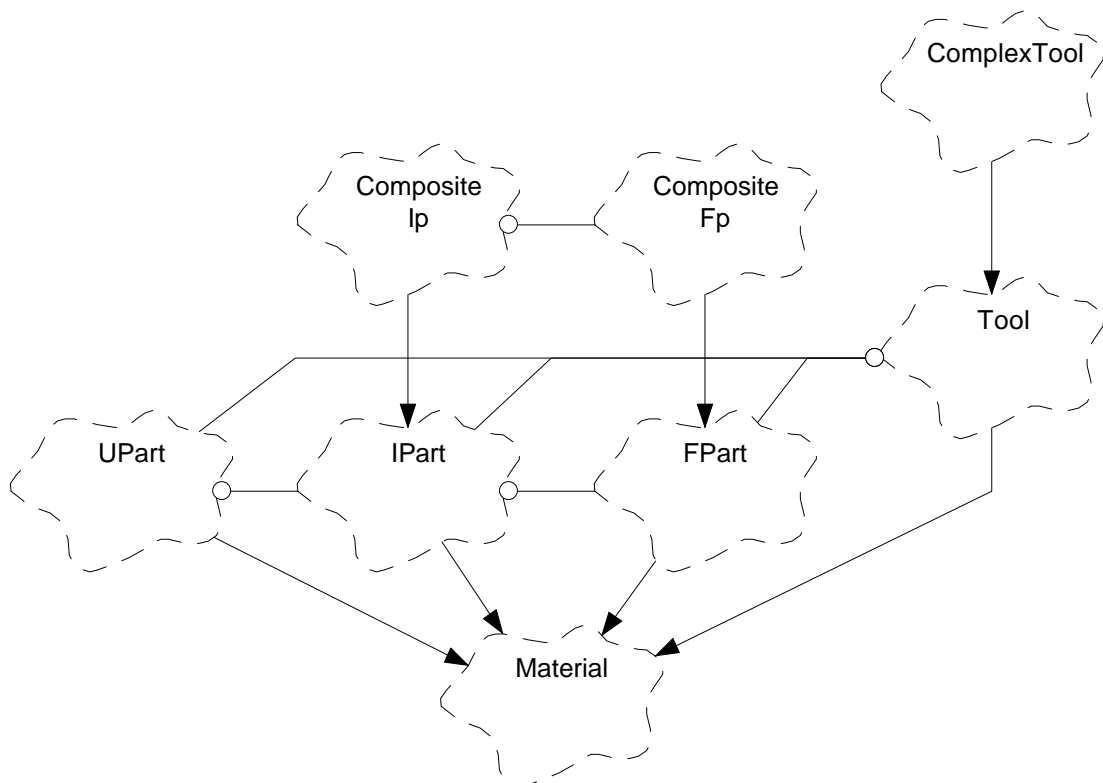 ComplexTool
Composite
Ip
Composite
Fp
Tool
UPart
IPart
FPart
Material